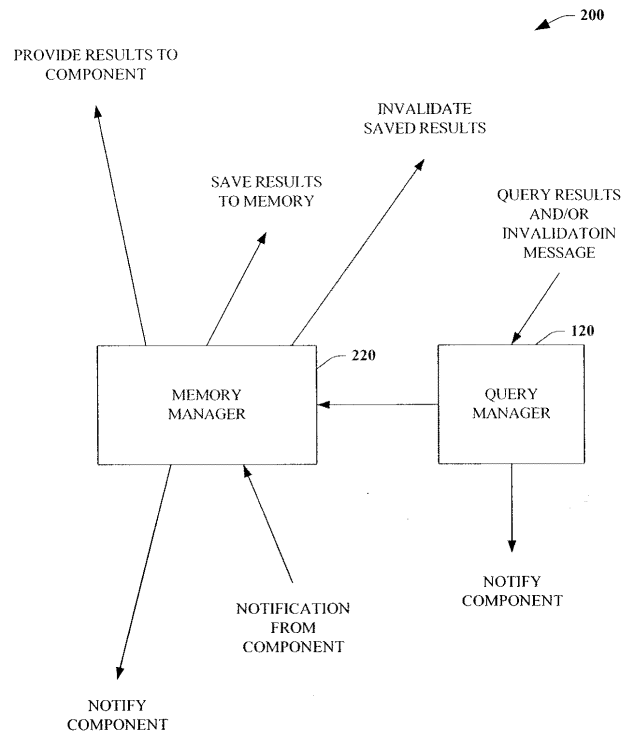 200
PROVIDE RESULTS TO
COMPONENT
INVALIDATE
SAVED RESULTS
SAVE RESULTS
TO MEMORY
QUERY RESULTS
AND/OR
INVALIDATOIN
MESSAGE
220
120
MEMORY
MANAGER
QUERY
MANAGER
NOTIFICATION
FROM
COMPONENT
NOTIFY
COMPONENT
NOTIFY
COMPONENT